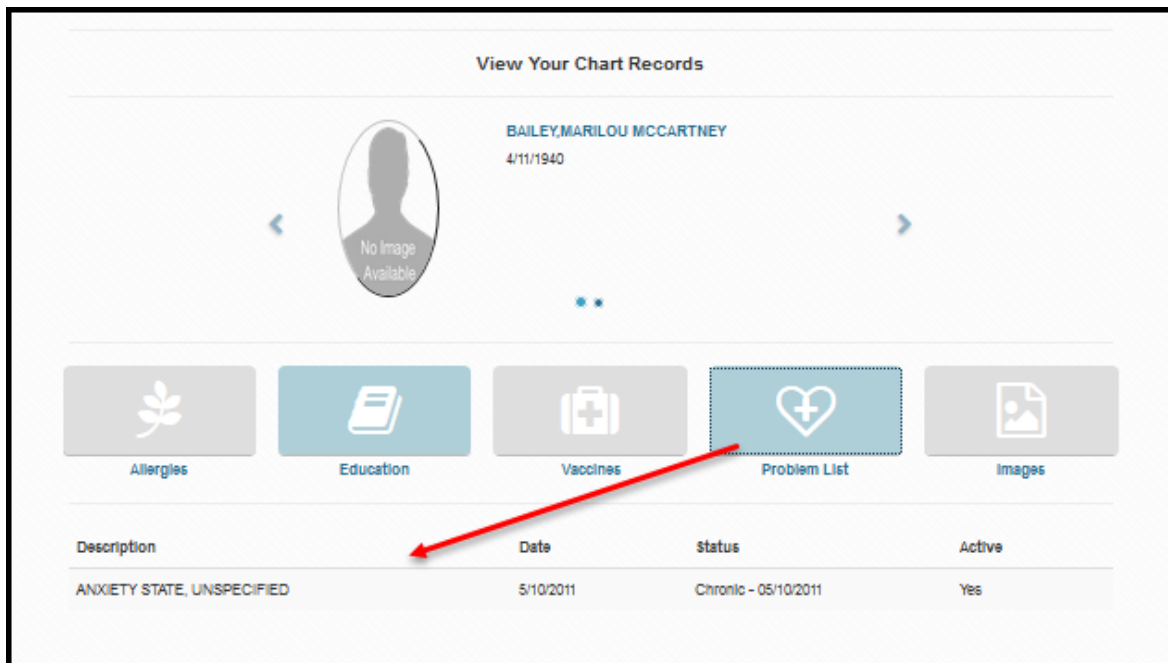 View Your Chart Records
BAILEY,MARILOU MCCARTNEY
4/11/1940
No Image
Available
Allergies Education Vaccines Problem List Images
Description Date Status Active
ANXIETY STATE, UNSPECIFIED 5/10/2011 Chronic - 05/10/2011 Yes